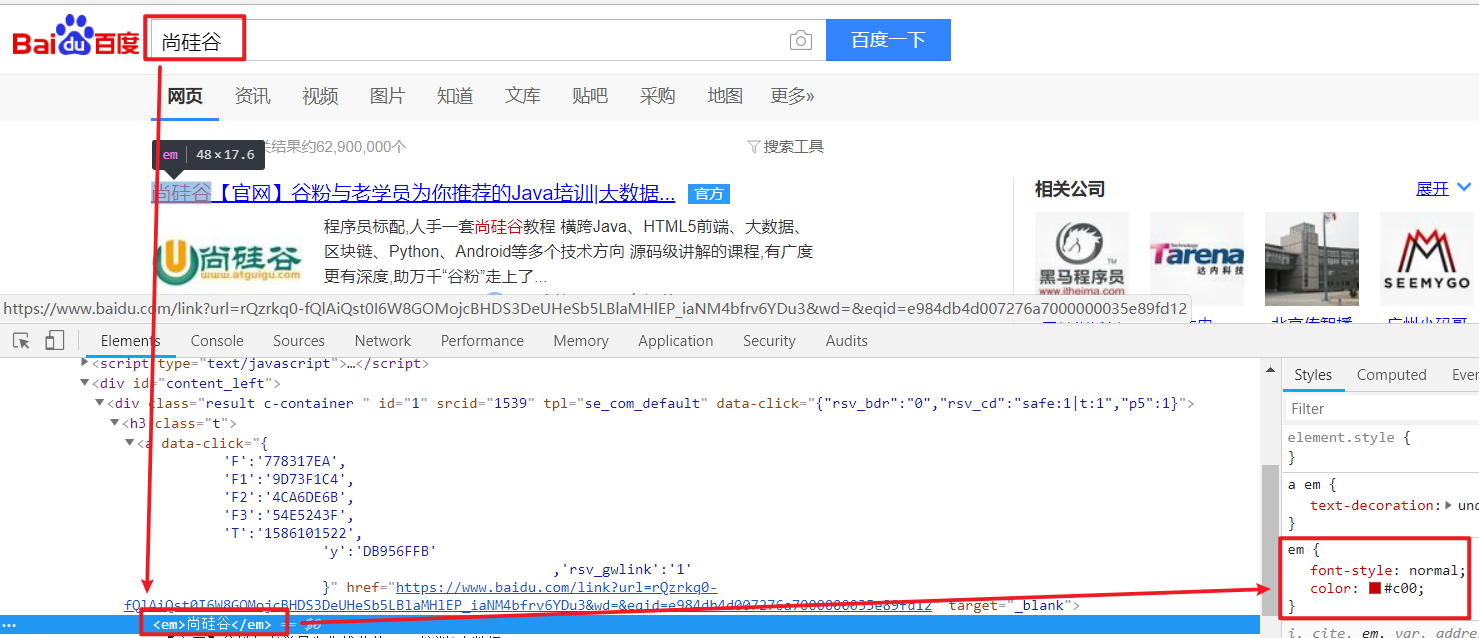 Baidu百度 尚硅谷 百度一下
网页 资讯 视频 图片 知道 文库 贴吧 采购 地图 更多»
em 48×17.6 关结果约62,900,000个 搜索工具
尚硅谷【官网】谷粉与老学员为你推荐的Java培训|大数据... 官方
程序员标配,人手一套尚硅谷教程 横跨Java、HTML5前端、大数据、
区块链、Python、Android等多个技术方向 源码级讲解的课程,有广度
更有深度,助万千“谷粉”走上了...
尚硅谷
www.atguigu.com
相关公司 展开
黑马程序员 TM
www.itheima.com
Technology
Tarena
达内科技
SEEMYGO
https://www.baidu.com/link?url=rQzrkq0-fQlAiQst0I6W8GOMojcBHDS3DeUHeSb5LBlaMHlEP_iaNM4bfrv6YDu3&wd=&eqid=e984db4d007276a7000000035e89fd12
Elements Console Sources Network Performance Memory Application Security Audits
<script type="text/javascript">…</script>
<div id="content_left">
<div class="result c-container " id="1" srcid="1539" tpl="se_com_default" data-click="{"rsv_bdr":"0","rsv_cd":"safe:1|t:1","p5":1}">
<h3 class="t">
<a data-click="{
'F':'778317EA',
'F1':'9D73F1C4',
'F2':'4CA6DE6B',
'F3':'54E5243F',
'T':'1586101522',
'y':'DB956FFB'
,'rsv_gwlink':'1'
}" href="https://www.baidu.com/link?url=rQzrkq0-
fQlAiQst0I6W8GOMojcBHDS3DeUHeSb5LBlaMHlEP_iaNM4bfrv6YDu3&wd=&eqid=e984db4d007276a7000000035e89fd12" target="_blank">
… <em>尚硅谷</em> == $0
Styles Computed Ever
Filter
element.style {
}
a em {
text-decoration: und
}
em {
font-style: normal;
color: #c00;
}
i, cite, em, var, addre